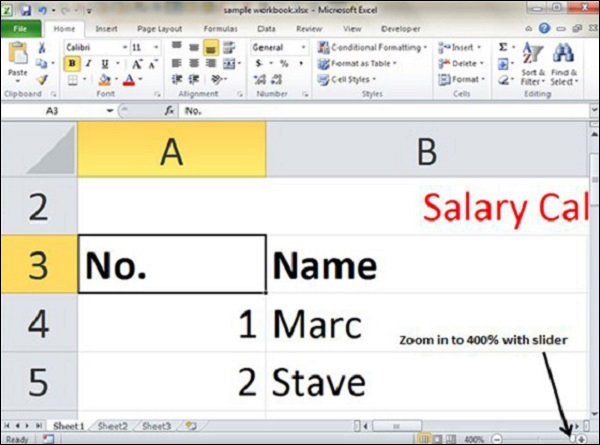 sample workbook.xlsx - Microsoft Excel
File Home Insert Page Layout Formulas Data Review View Developer
Calibri 11 General Conditional Formatting Insert Σ
Paste B I U A A $ % , Format as Table Delete Sort & Filter Find & Select
Cell Styles Format
Clipboard Font Alignment Number Styles Cells Editing
A3 fx No.
A B
2 Salary Cal
3 No. Name
4 1 Marc
Zoom in to 400% with slider
5 2 Stave
Sheet1 Sheet2 Sheet3
Ready 400%